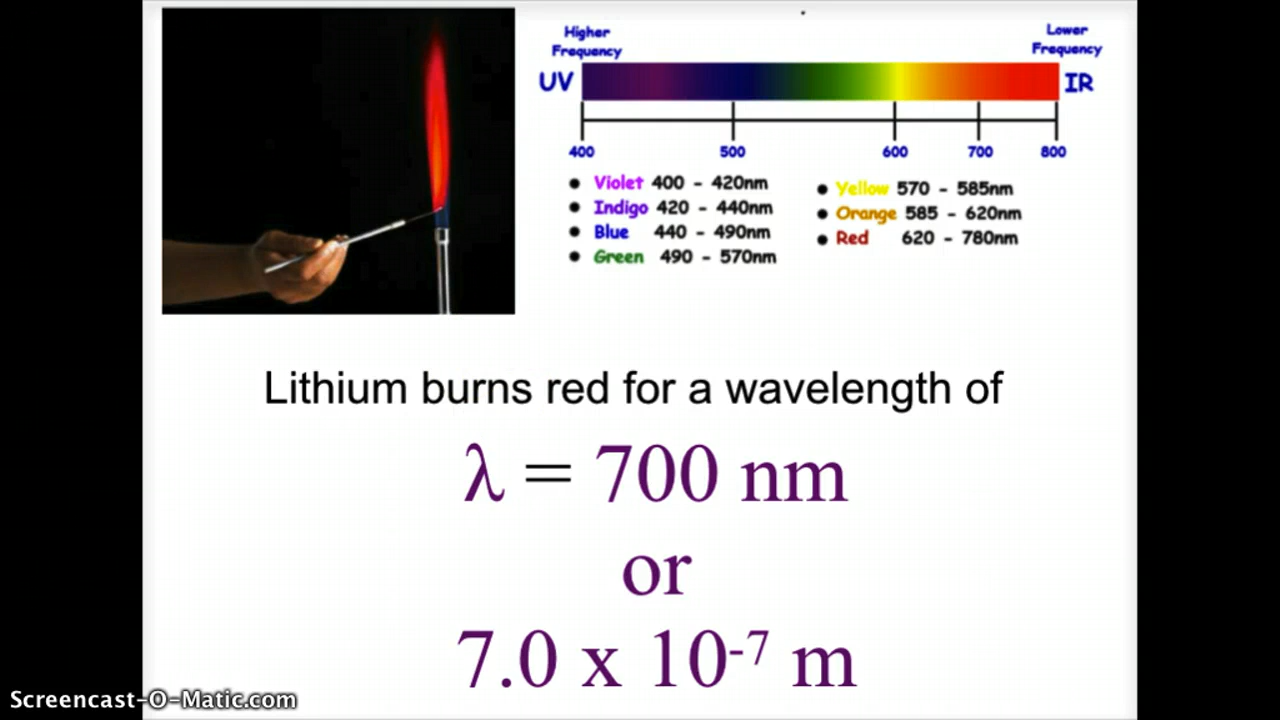 Higher
Frequency
Lower
Frequency
UV
IR
400 500 600 700 800
Violet 400 - 420nm
Indigo 420 - 440nm
Blue 440 - 490nm
Green 490 - 570nm
Yellow 570 - 585nm
Orange 585 - 620nm
Red 620 - 780nm
Lithium burns red for a wavelength of
λ = 700 nm
or
7.0 x 10⁻⁷ m
Screencast-O-Matic.com